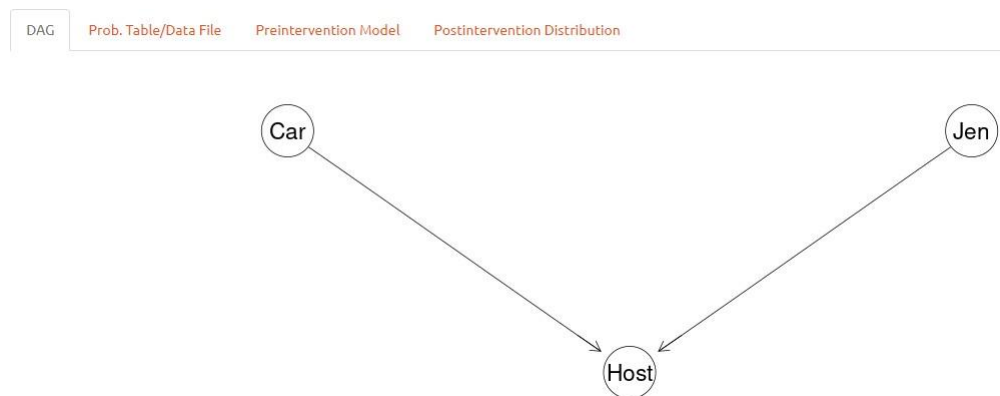 DAG Prob. Table/Data File Preintervention Model Postintervention Distribution
Car Jen
Host